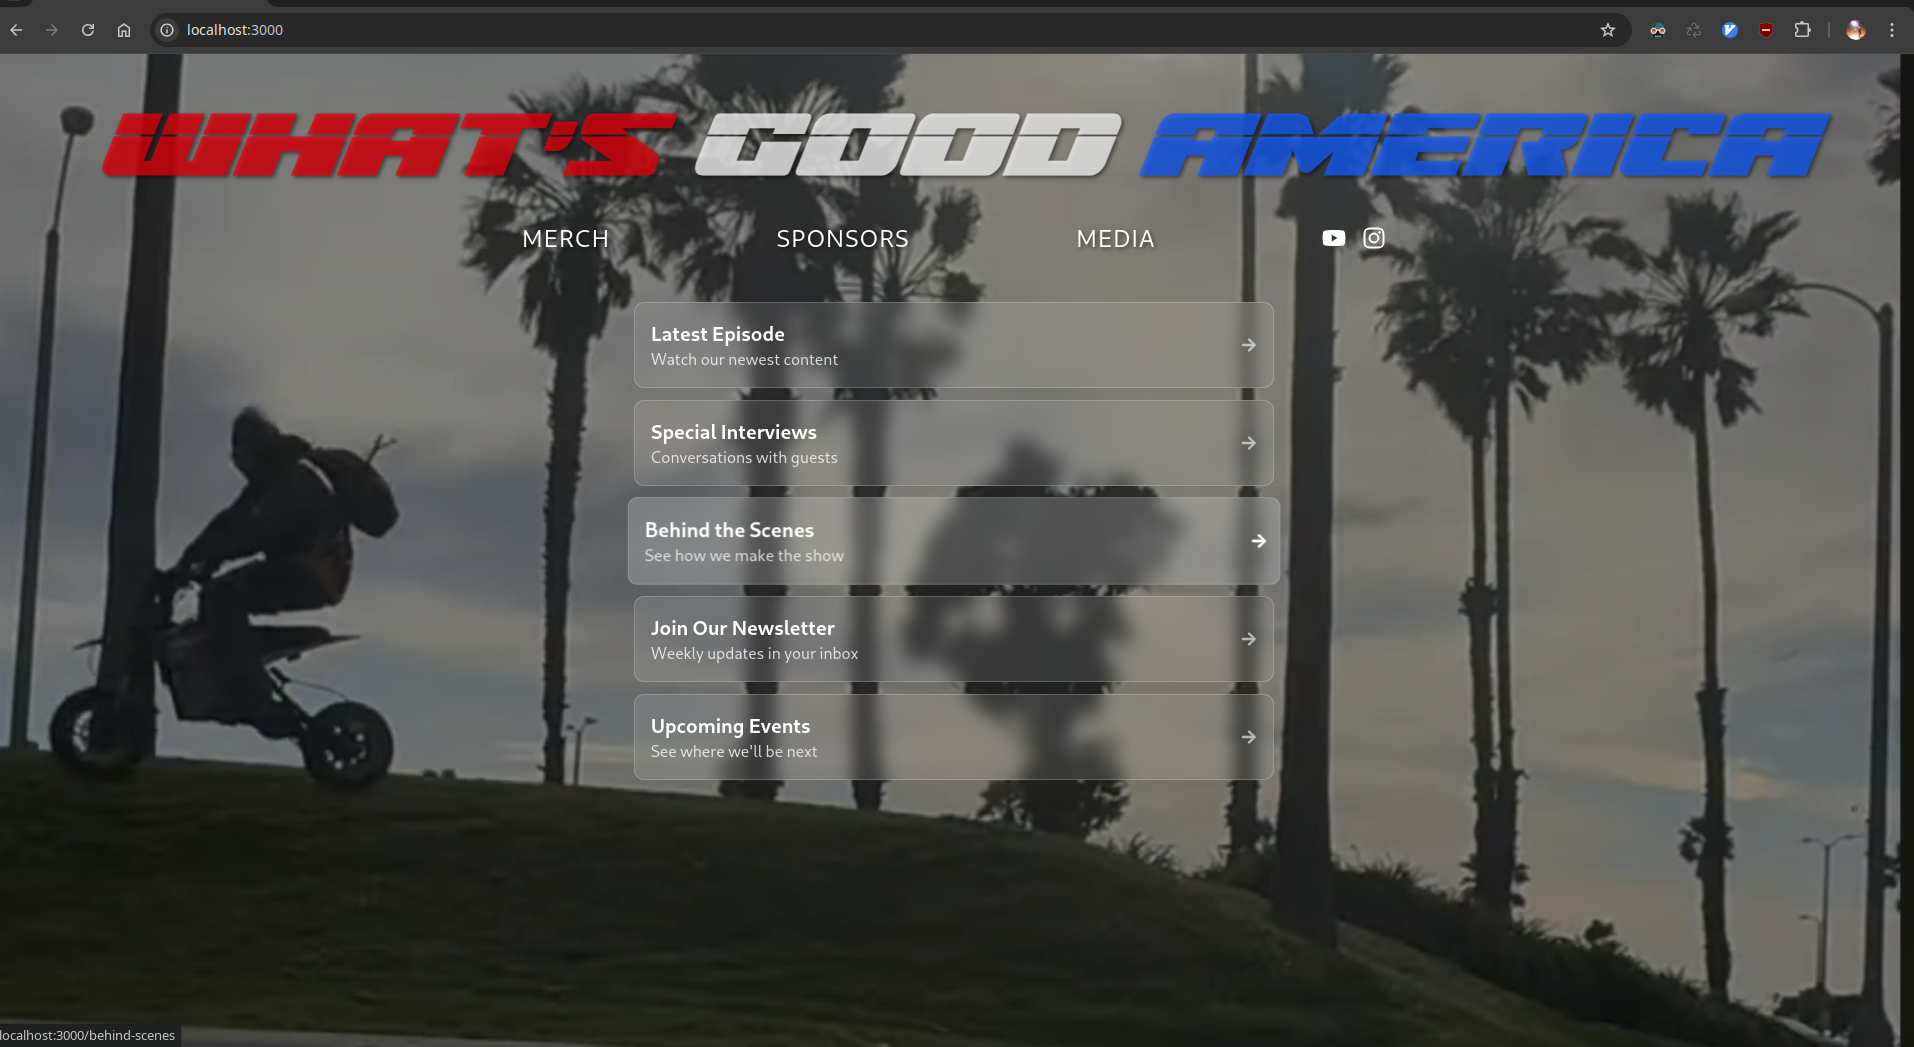 localhost:3000
WHAT'S GOOD AMERICA
MERCH SPONSORS MEDIA
Latest Episode
Watch our newest content
Special Interviews
Conversations with guests
Behind the Scenes
See how we make the show
Join Our Newsletter
Weekly updates in your inbox
Upcoming Events
See where we'll be next
localhost:3000/behind-scenes